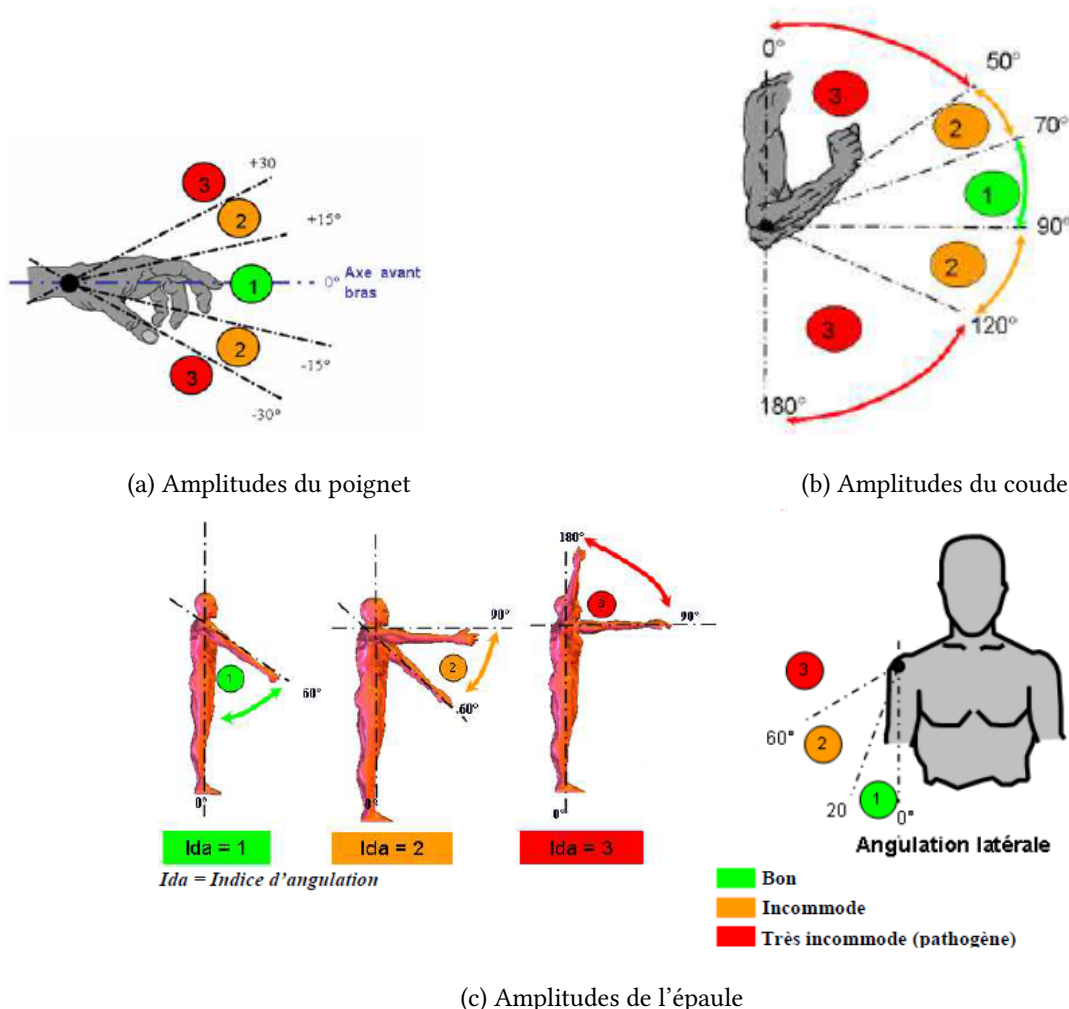 +30
3
2
+15°
1
0° Axe avant
bras
2
-15°
3
-30°
(a) Amplitudes du poignet
0°
50°
3
2
70°
1
90°
2
3
120°
180°
(b) Amplitudes du coude
1
60°
0°
90°
2
60°
0°
180°
3
90°
0°
Ida = 1
Ida = 2
Ida = 3
Ida = Indice d'angulation
3
60°
2
20
1
0°
Angulation latérale
Bon
Incommode
Très incommode (pathogène)
(c) Amplitudes de l'épaule